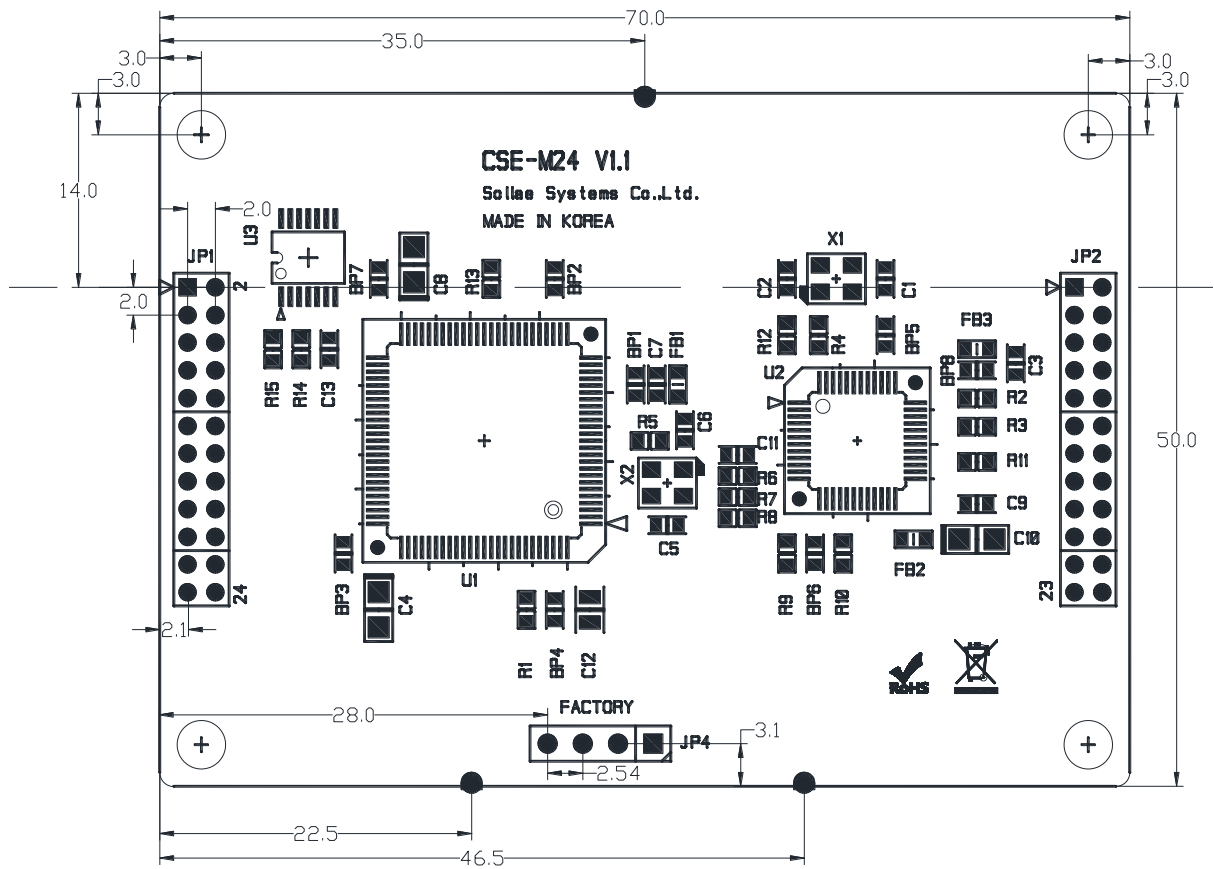 70.0
35.0
3.0
3.0
3.0
3.0
CSE-M24 V1.1
Sollae Systems Co.,Ltd.
MADE IN KOREA
14.0
2.0
U3
JP1
2
BP7
C8
R13
BP2
X1
C2
C1
JP2
2.0
R15
R14
C13
BP1
C7
FB1
R12
R4
BP5
FB3
BP8
C3
U2
R2
R5
C6
R3
C11
50.0
X2
R6
R11
R7
R8
C9
C5
C10
FB2
U1
BP3
C4
R9
BP6
R10
24
23
2.1
R1
BP4
C12
RoHS
28.0
FACTORY
JP4
3.1
2.54
22.5
46.5